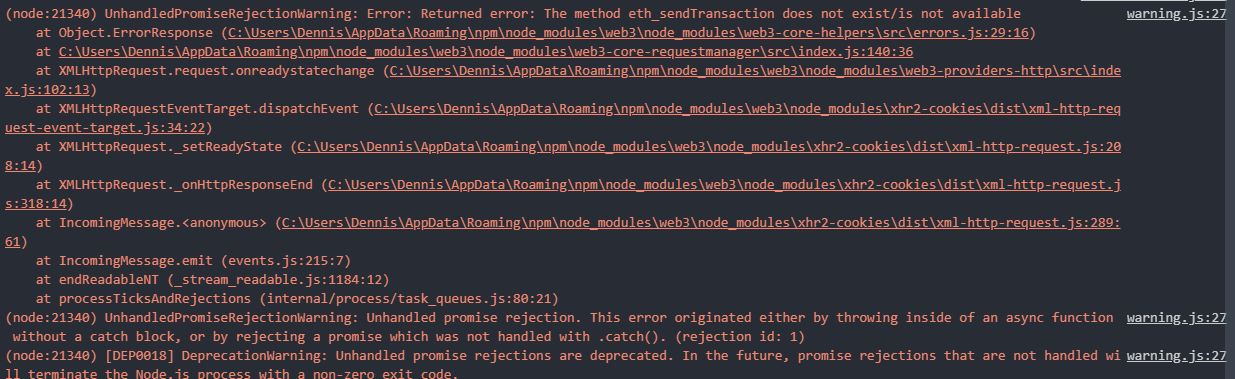 (node:21340) UnhandledPromiseRejectionWarning: Error: Returned error: The method eth_sendTransaction does not exist/is not available warning.js:27
at Object.ErrorResponse (C:\Users\Dennis\AppData\Roaming\npm\node_modules\web3\node_modules\web3-core-helpers\src\errors.js:29:16)
at C:\Users\Dennis\AppData\Roaming\npm\node_modules\web3\node_modules\web3-core-requestmanager\src\index.js:140:36
at XMLHttpRequest.request.onreadystatechange (C:\Users\Dennis\AppData\Roaming\npm\node_modules\web3\node_modules\web3-providers-http\src\inde
x.js:102:13)
at XMLHttpRequestEventTarget.dispatchEvent (C:\Users\Dennis\AppData\Roaming\npm\node_modules\web3\node_modules\xhr2-cookies\dist\xml-http-req
uest-event-target.js:34:22)
at XMLHttpRequest._setReadyState (C:\Users\Dennis\AppData\Roaming\npm\node_modules\web3\node_modules\xhr2-cookies\dist\xml-http-request.js:20
8:14)
at XMLHttpRequest._onHttpResponseEnd (C:\Users\Dennis\AppData\Roaming\npm\node_modules\web3\node_modules\xhr2-cookies\dist\xml-http-request.j
s:318:14)
at IncomingMessage.<anonymous> (C:\Users\Dennis\AppData\Roaming\npm\node_modules\web3\node_modules\xhr2-cookies\dist\xml-http-request.js:289:
61)
at IncomingMessage.emit (events.js:215:7)
at endReadableNT (_stream_readable.js:1184:12)
at processTicksAndRejections (internal/process/task_queues.js:80:21)
(node:21340) UnhandledPromiseRejectionWarning: Unhandled promise rejection. This error originated either by throwing inside of an async function warning.js:27
without a catch block, or by rejecting a promise which was not handled with .catch(). (rejection id: 1)
(node:21340) [DEP0018] DeprecationWarning: Unhandled promise rejections are deprecated. In the future, promise rejections that are not handled wi warning.js:27
ll terminate the Node.js process with a non-zero exit code.